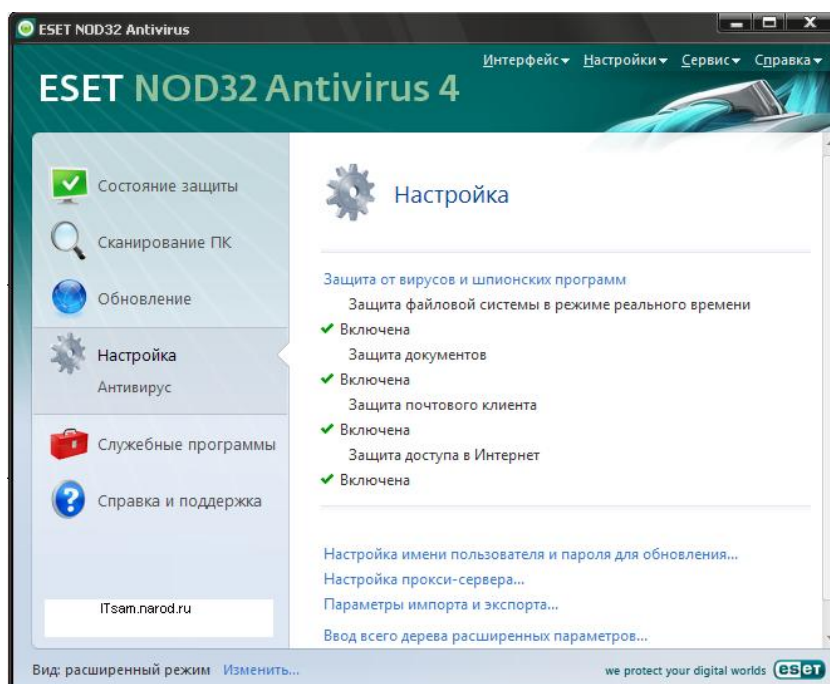 ESET NOD32 Antivirus
Интерфейс Настройки Сервис Справка
ESET NOD32 Antivirus 4
Состояние защиты
Сканирование ПК
Обновление
Настройка
Антивирус
Служебные программы
Справка и поддержка
ITsam.narod.ru
Настройка
Защита от вирусов и шпионских программ
Защита файловой системы в режиме реального времени
Включена
Защита документов
Включена
Защита почтового клиента
Включена
Защита доступа в Интернет
Включена
Настройка имени пользователя и пароля для обновления...
Настройка прокси-сервера...
Параметры импорта и экспорта...
Ввод всего дерева расширенных параметров...
Вид: расширенный режим Изменить...
we protect your digital worlds eset